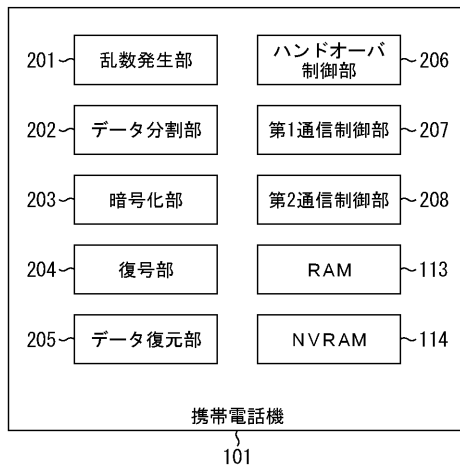 201 乱数発生部
ハンドオーバ
制御部 206
202 データ分割部
第1通信制御部 207
203 暗号化部
第2通信制御部 208
204 復号部
RAM 113
205 データ復元部
NVRAM 114
携帯電話機
101